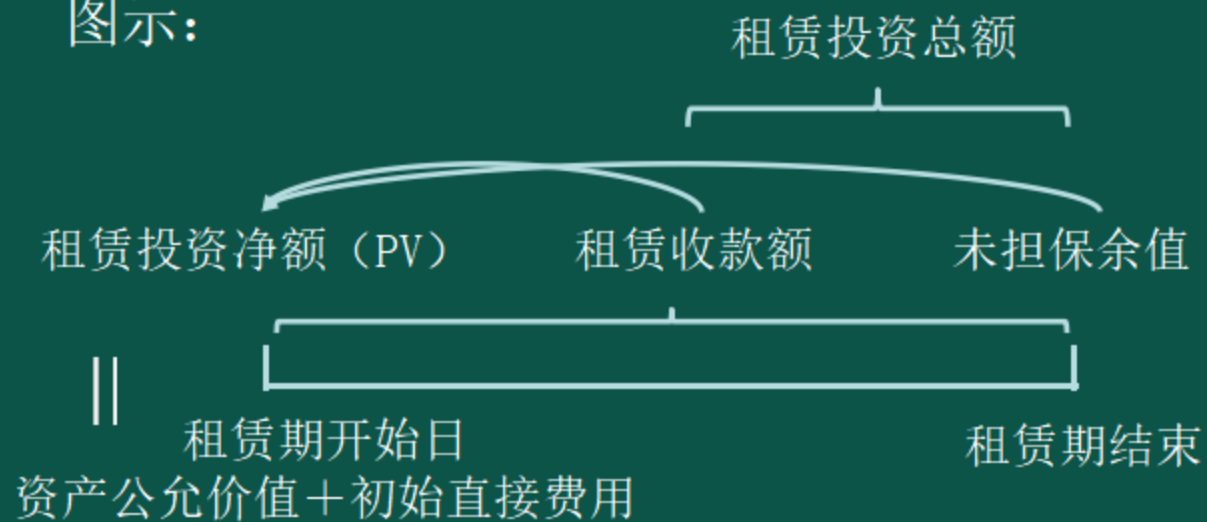 图示：
租赁投资总额
租赁投资净额（PV） 租赁收款额 未担保余值
||
租赁期开始日 租赁期结束
资产公允价值＋初始直接费用